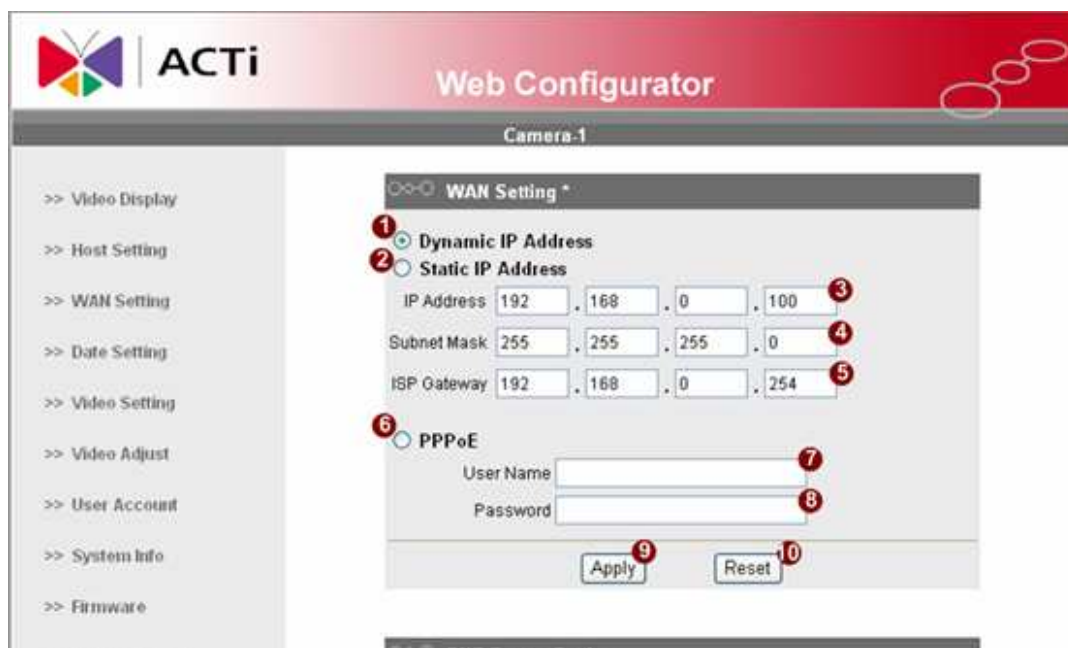 ACTi
Web Configurator
Camera-1
>> Video Display
>> Host Setting
>> WAN Setting
>> Date Setting
>> Video Setting
>> Video Adjust
>> User Account
>> System Info
>> Firmware
WAN Setting *
1 Dynamic IP Address
2 Static IP Address
IP Address 192 . 168 . 0 . 100 3
Subnet Mask 255 . 255 . 255 . 0 4
ISP Gateway 192 . 168 . 0 . 254 5
6 PPPoE
User Name 7
Password 8
Apply 9 Reset 10